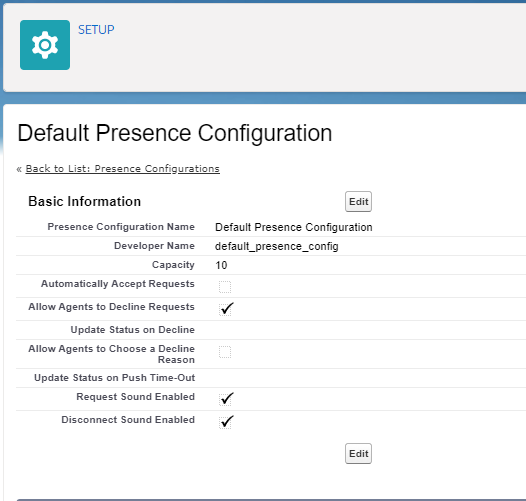 SETUP
Default Presence Configuration
« Back to List: Presence Configurations
Basic Information Edit
Presence Configuration Name Default Presence Configuration
Developer Name default_presence_config
Capacity 10
Automatically Accept Requests
Allow Agents to Decline Requests
Update Status on Decline
Allow Agents to Choose a Decline
Reason
Update Status on Push Time-Out
Request Sound Enabled
Disconnect Sound Enabled
Edit